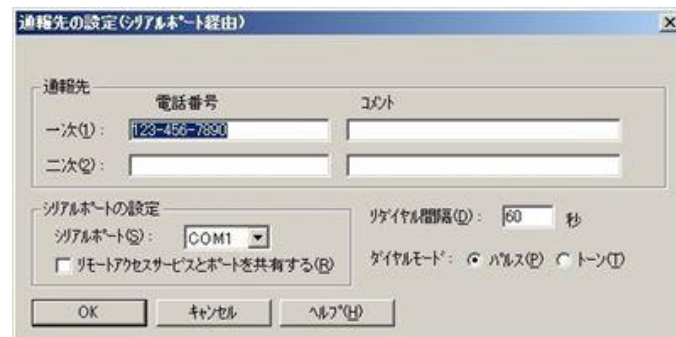 通報先の設定(シリアルポート経由)
通報先
電話番号 コメント
一次(1): 123-456-7890
二次(2):
シリアルポートの設定
シリアルポート(S): COM1
リモートアクセスサービスとポートを共有する(R)
リダイヤル間隔(D): 60 秒
ダイヤルモード: パルス(P) トーン(T)
OK キャンセル ヘルプ(H)